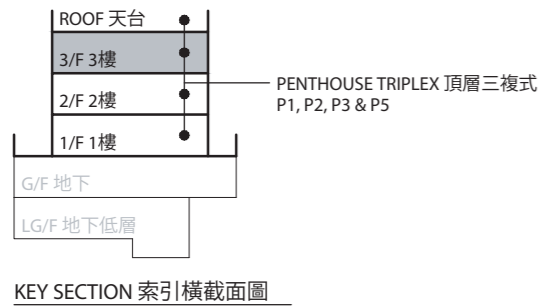 ROOF 天台
3/F 3樓
2/F 2樓
1/F 1樓
G/F 地下
LG/F 地下低層
PENTHOUSE TRIPLEX 頂層三複式
P1, P2, P3 & P5
KEY SECTION 索引橫截面圖